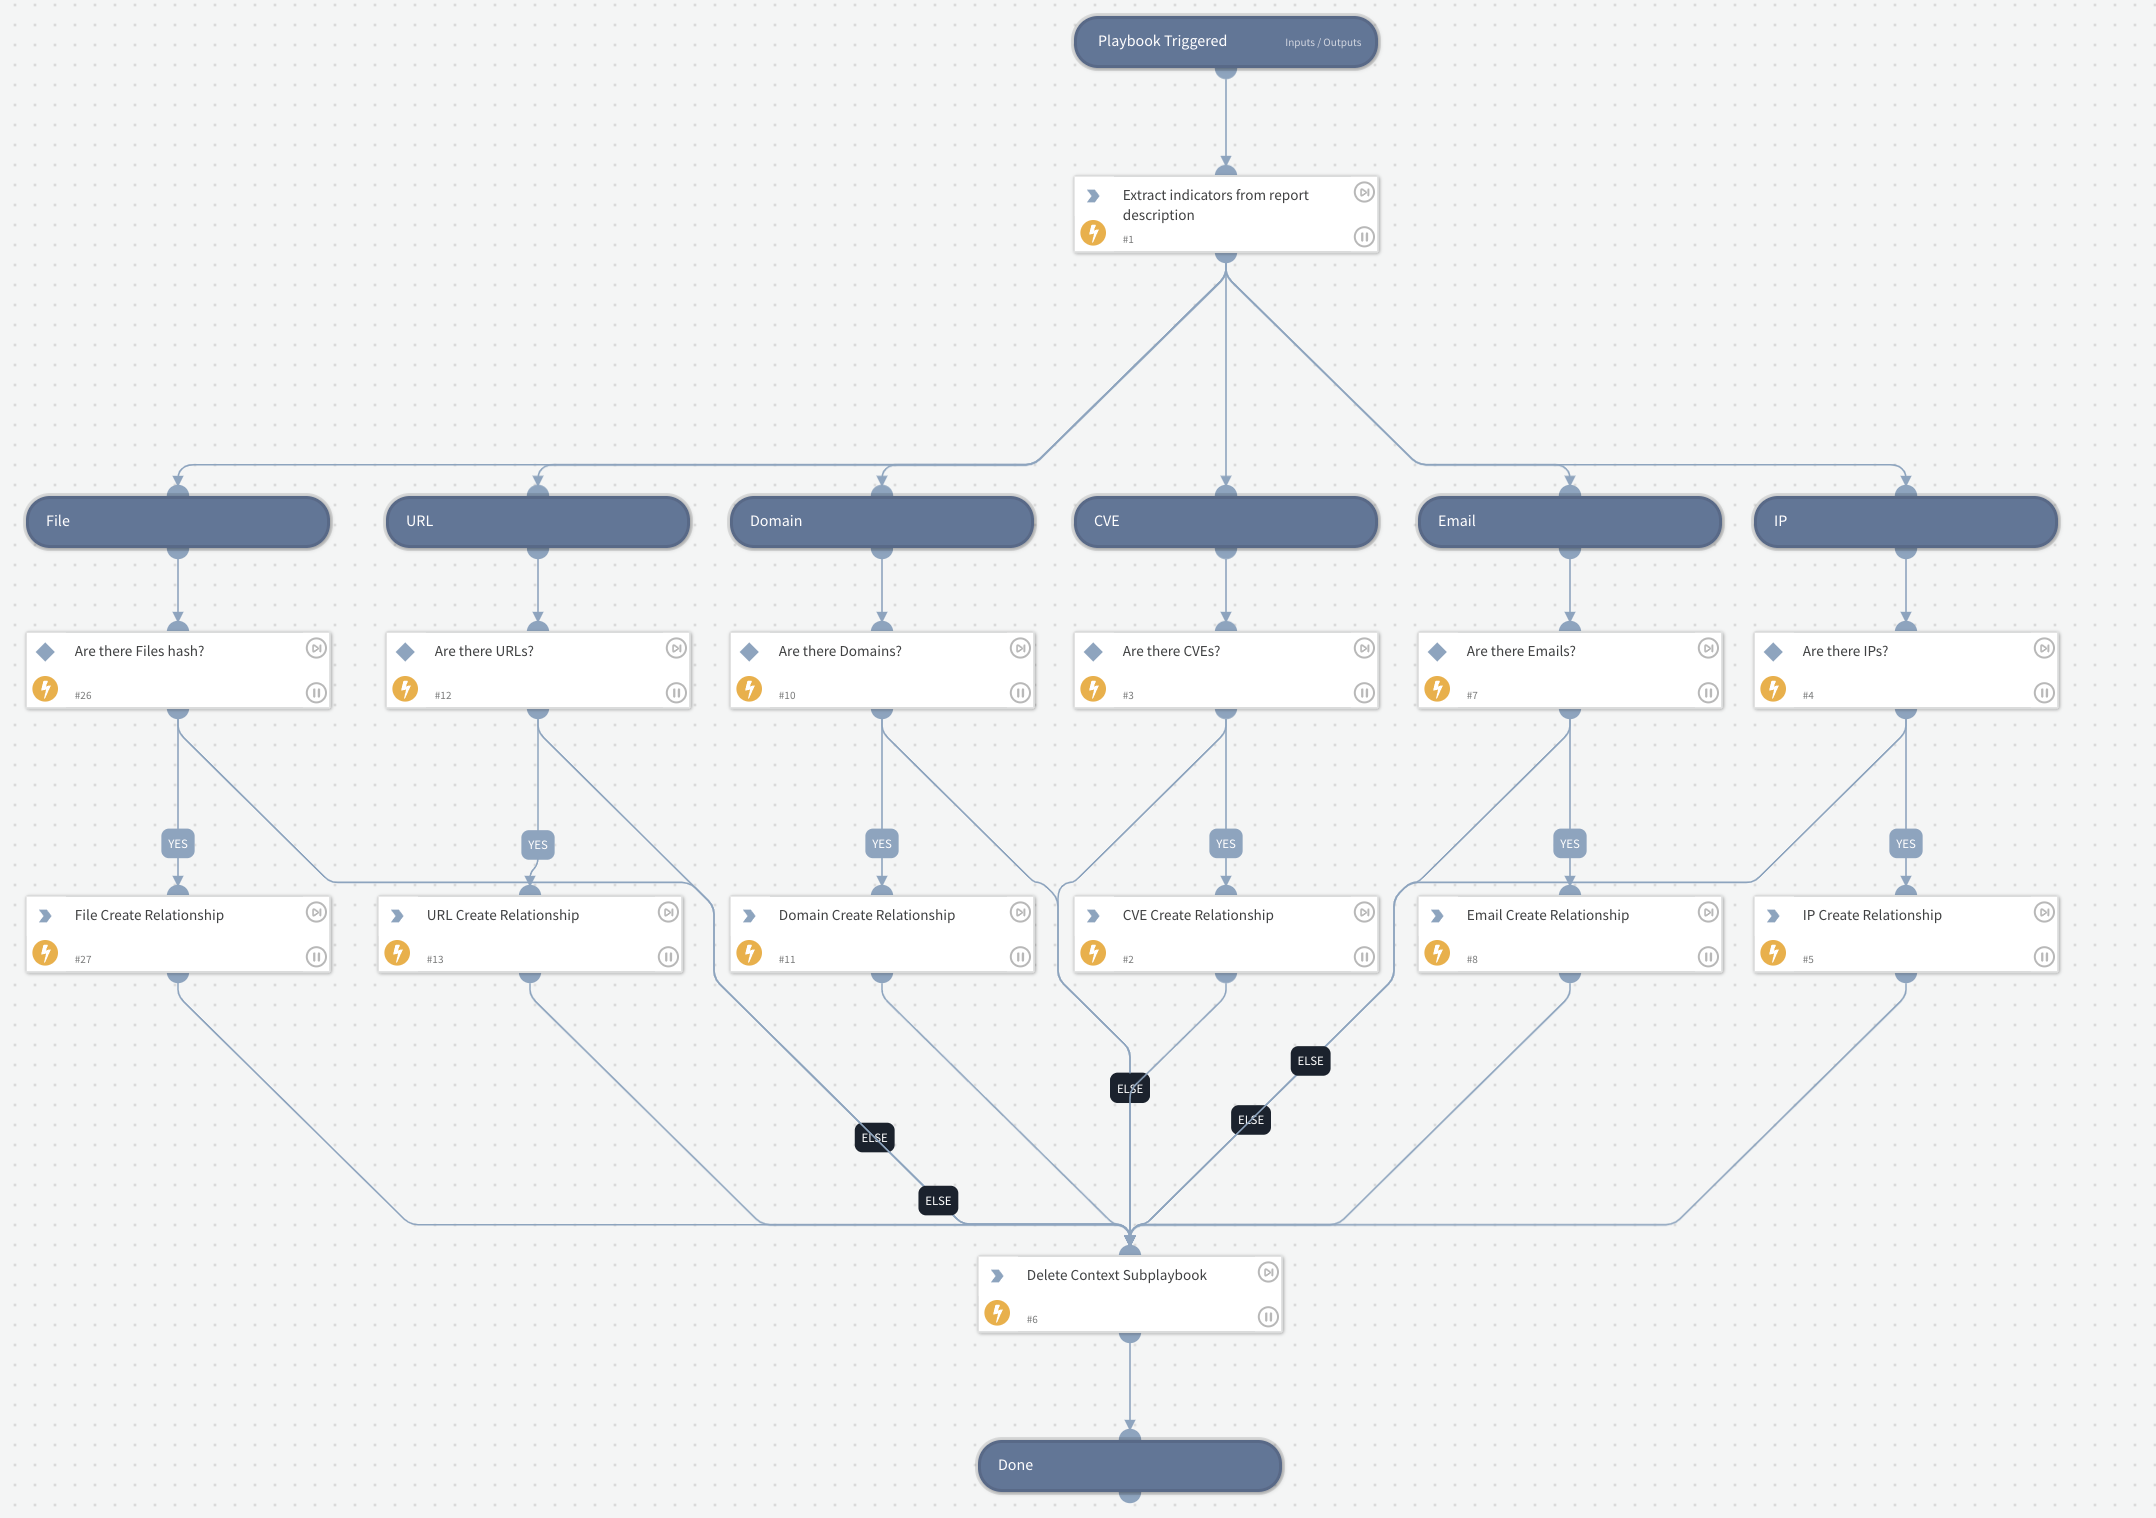 Playbook Triggered
Inputs / Outputs
Extract indicators from report
description
#1
File
URL
Domain
CVE
Email
IP
Are there Files hash?
#26
Are there URLs?
#12
Are there Domains?
#10
Are there CVEs?
#3
Are there Emails?
#7
Are there IPs?
#4
YES
YES
YES
YES
YES
YES
File Create Relationship
#27
URL Create Relationship
#13
Domain Create Relationship
#11
CVE Create Relationship
#2
Email Create Relationship
#8
IP Create Relationship
#5
ELSE
ELSE
ELSE
ELSE
ELSE
Delete Context Subplaybook
#6
Done